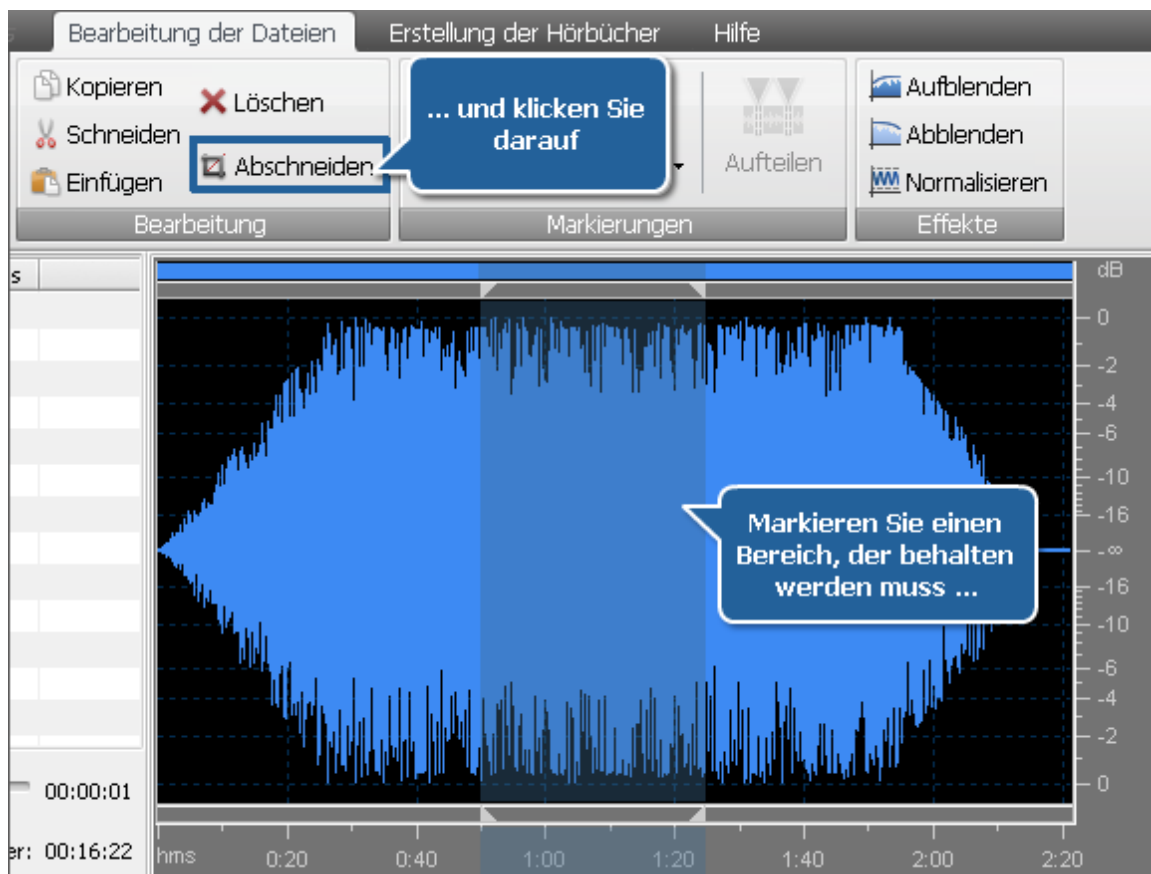 Bearbeitung der Dateien
Erstellung der Hörbücher
Hilfe
Kopieren
Löschen
Schneiden
Abschneiden
Einfügen
Bearbeitung
... und klicken Sie
darauf
Aufteilen
Markierungen
Aufblenden
Abblenden
Normalisieren
Effekte
s
dB
0
-2
-4
-6
-10
-16
-∞
-16
-10
-6
-4
-2
0
Markieren Sie einen
Bereich, der behalten
werden muss ...
00:00:01
er: 00:16:22
hms 0:20 0:40 1:00 1:20 1:40 2:00 2:20